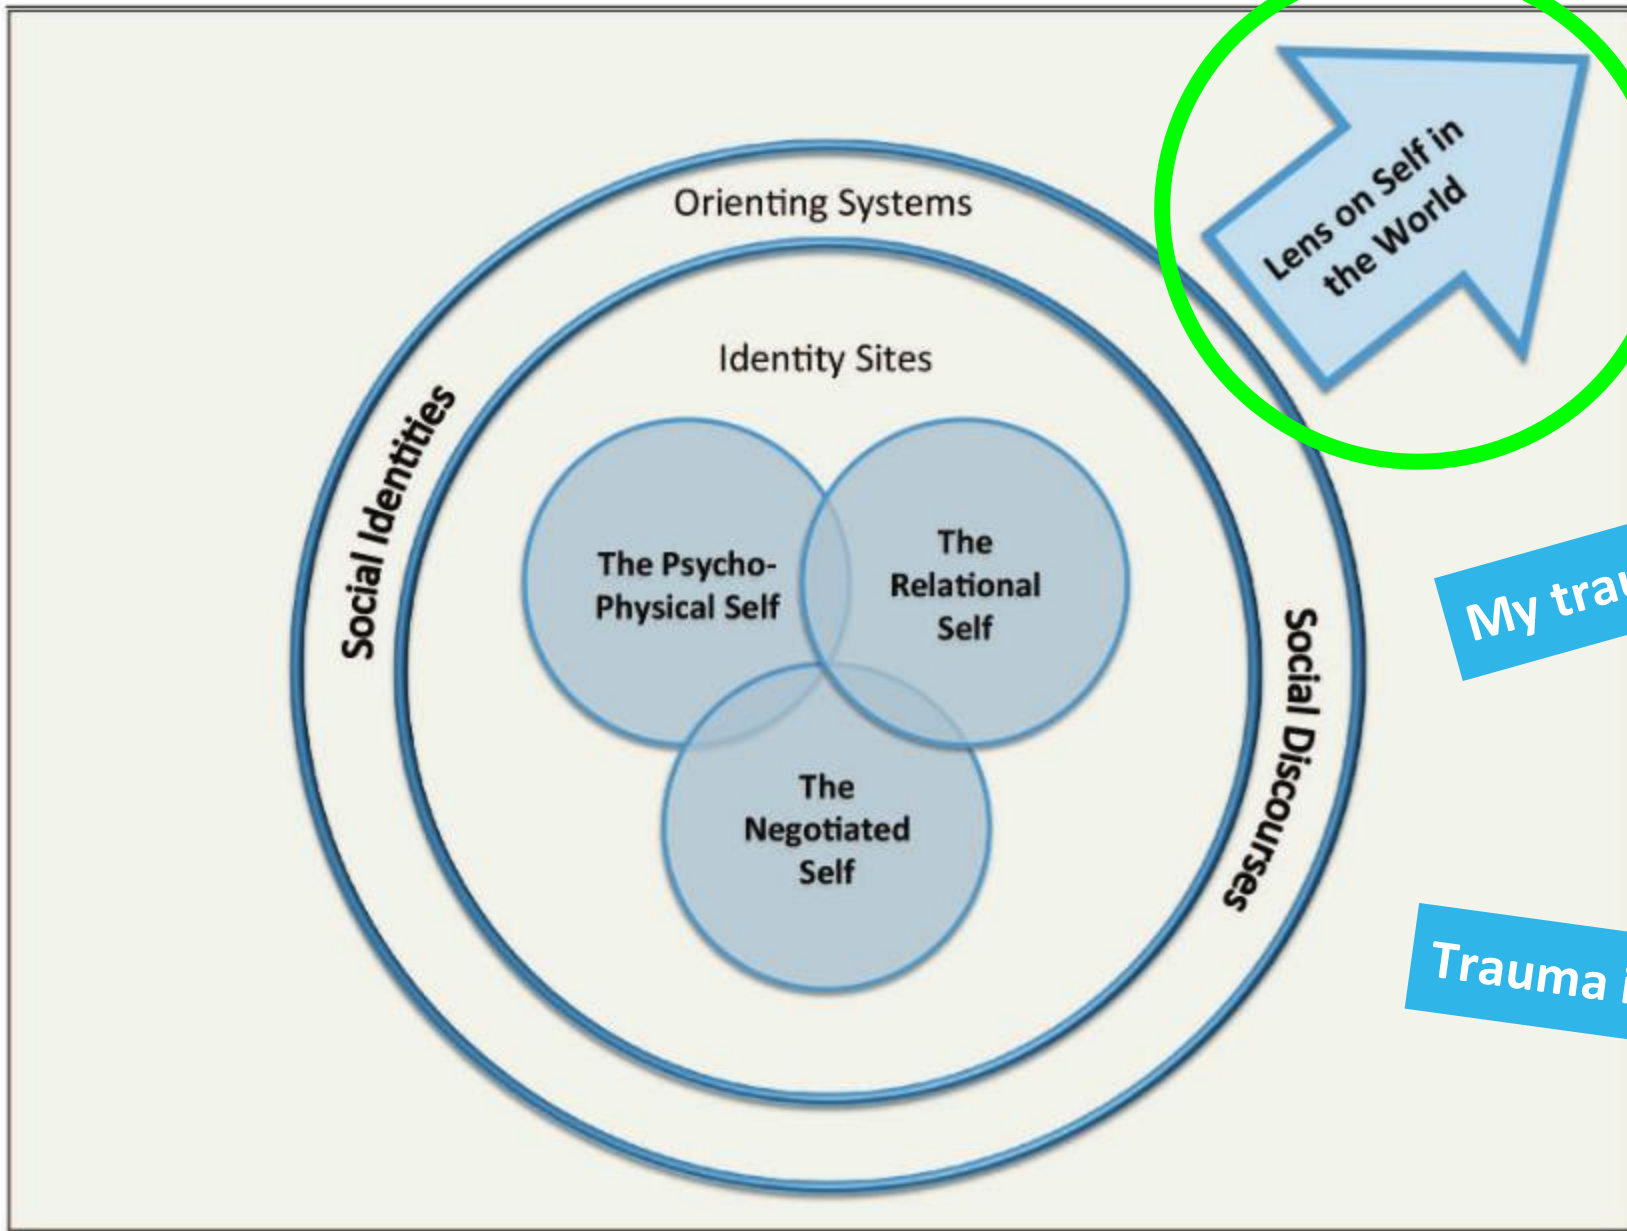 Lens on Self in
the World
Orienting Systems
Identity Sites
Social Identities
The Psycho-
Physical Self
The
Relational
Self
The
Negotiated
Self
Social Discourses
My
Trauma